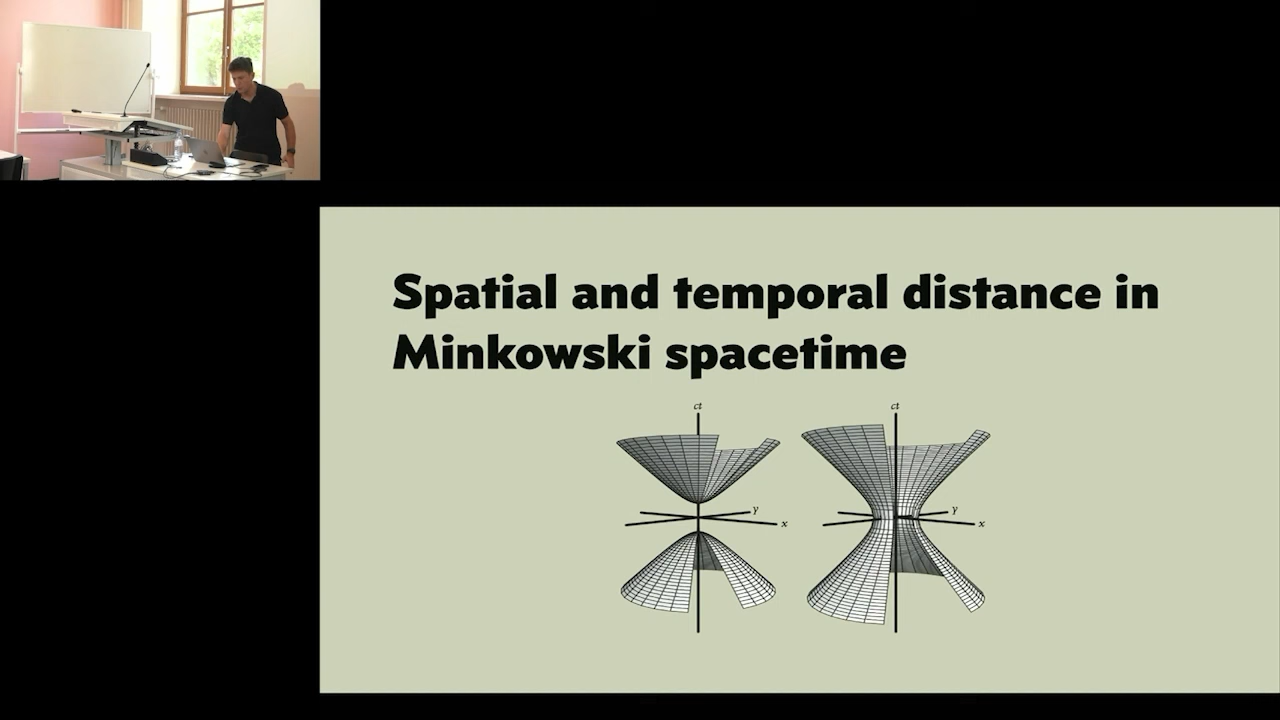 Spatial and temporal distance in
Minkowski spacetime
ct
ct
y
x
y
x